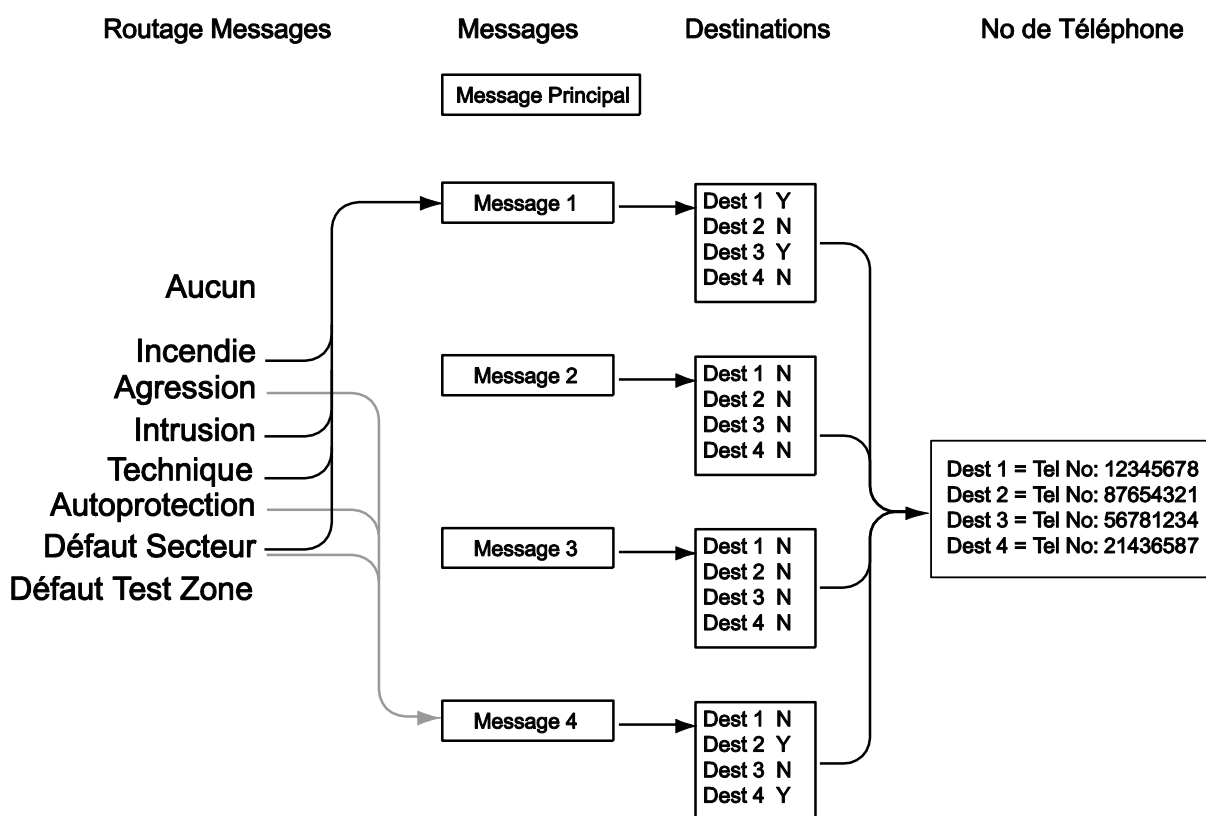 Routage Messages
Messages
Destinations
No de Téléphone
Message Principal
Aucun
Incendie
Agression
Intrusion
Technique
Autoprotection
Défaut Secteur
Défaut Test Zone
Message 1
Dest 1 Y
Dest 2 N
Dest 3 Y
Dest 4 N
Message 2
Dest 1 N
Dest 2 N
Dest 3 N
Dest 4 N
Message 3
Dest 1 N
Dest 2 N
Dest 3 N
Dest 4 N
Message 4
Dest 1 N
Dest 2 Y
Dest 3 N
Dest 4 Y
Dest 1 = Tel No: 12345678
Dest 2 = Tel No: 87654321
Dest 3 = Tel No: 56781234
Dest 4 = Tel No: 21436587